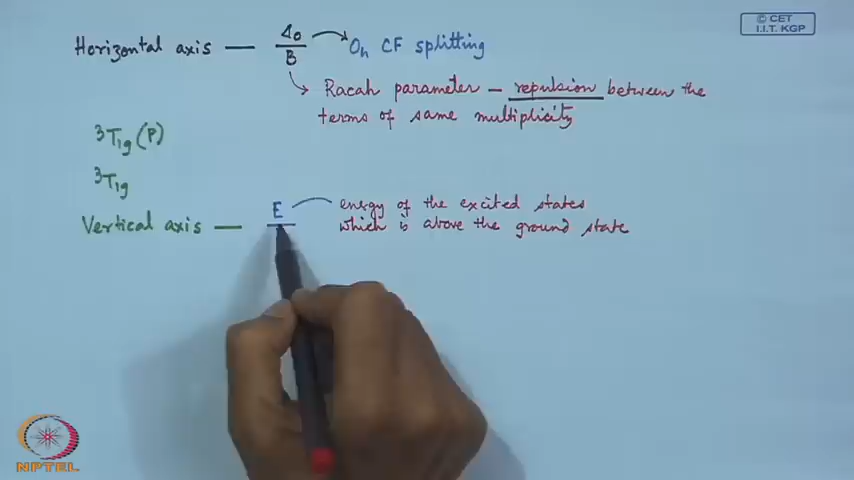 © CET
I.I.T. KGP
Horizontal axis — Δo/B → Oh CF splitting
→ Racah parameter – repulsion between the
terms of same multiplicity
³T₁g(P)
³T₁g
Vertical axis — E energy of the excited states
which is above the ground state
NPTEL